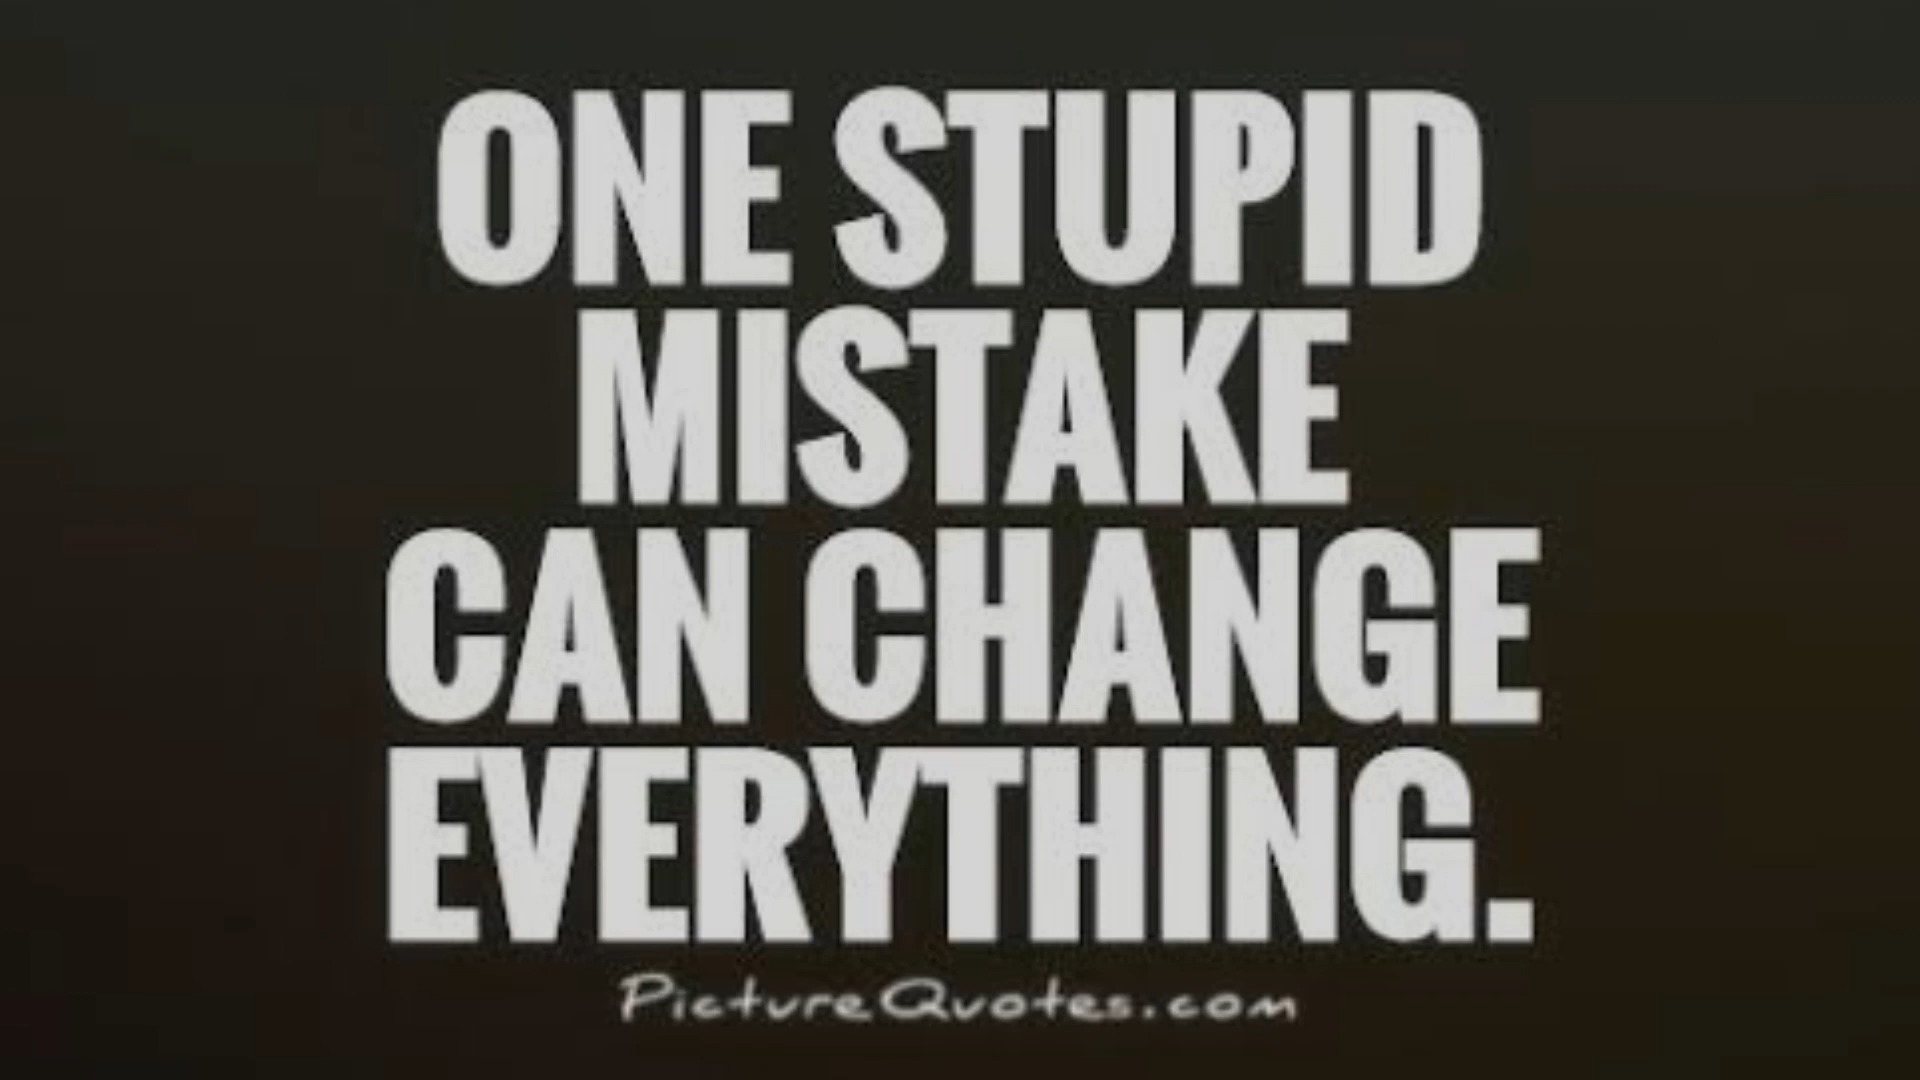 ONE STUPID
MISTAKE
CAN CHANGE
EVERYTHING.
PictureQuotes.com